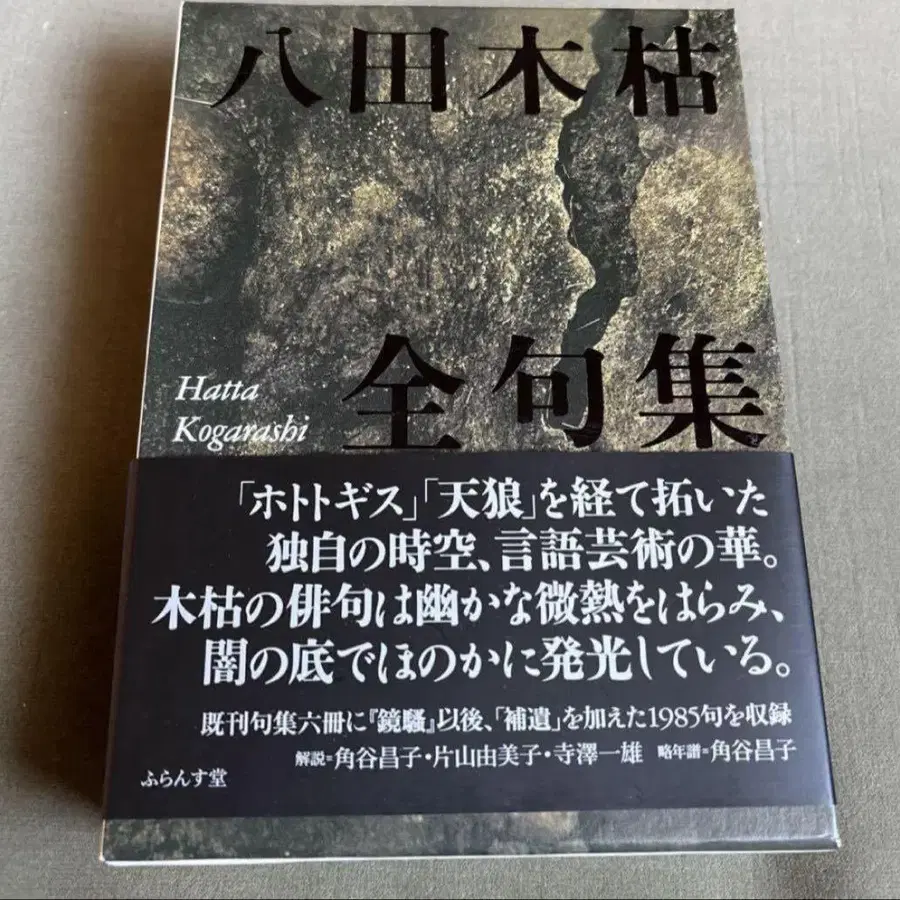 八田木枯
全句集
Hatta
Kogarashi
「ホトトギス」「天狼」を経て拓いた
独自の時空、言語芸術の華。
木枯の俳句は幽かな微熱をはらみ、
闇の底でほのかに発光している。
既刊句集六冊に『鏡騒』以後、「補遺」を加えた1985句を収録
解説=角谷昌子・片山由美子・寺澤一雄 略年譜=角谷昌子
ふらんす堂